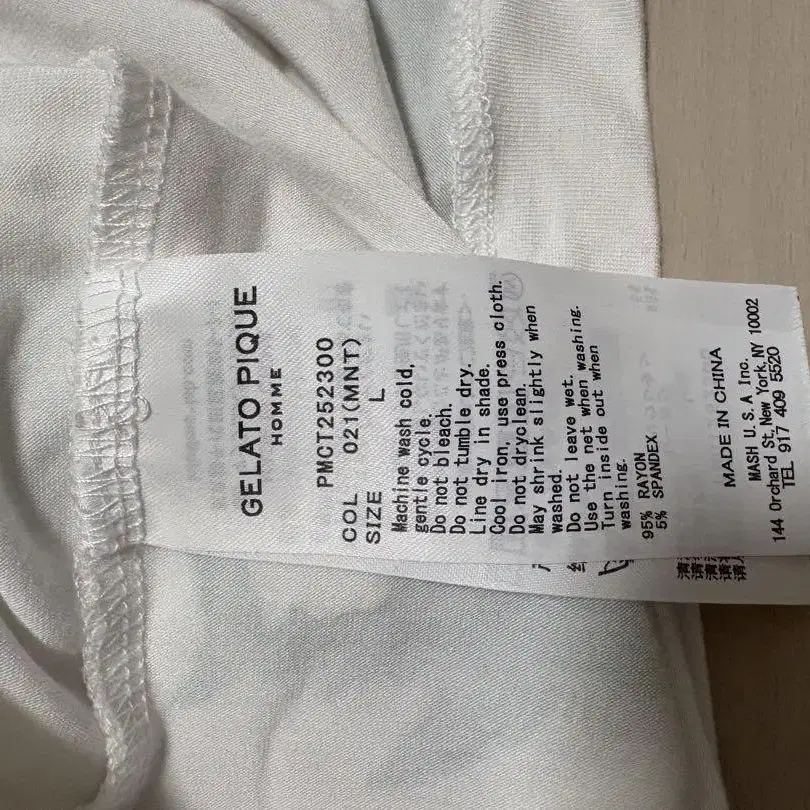 GELATO PIQUE
HOMME
PMCT252300
COL 021(MNT)
SIZE L
Machine wash cold,
gentle cycle.
Do not bleach.
Do not tumble dry.
Line dry in shade.
Cool iron, use press cloth.
Do not dryclean.
May shrink slightly when
washed.
Do not leave wet.
Use the net when washing.
Turn inside out when
washing.
95% RAYON
5% SPANDEX
MADE IN CHINA
MASH U. S. A Inc.
144 Orchard St, New York, NY 10002
TEL 917 409 5520